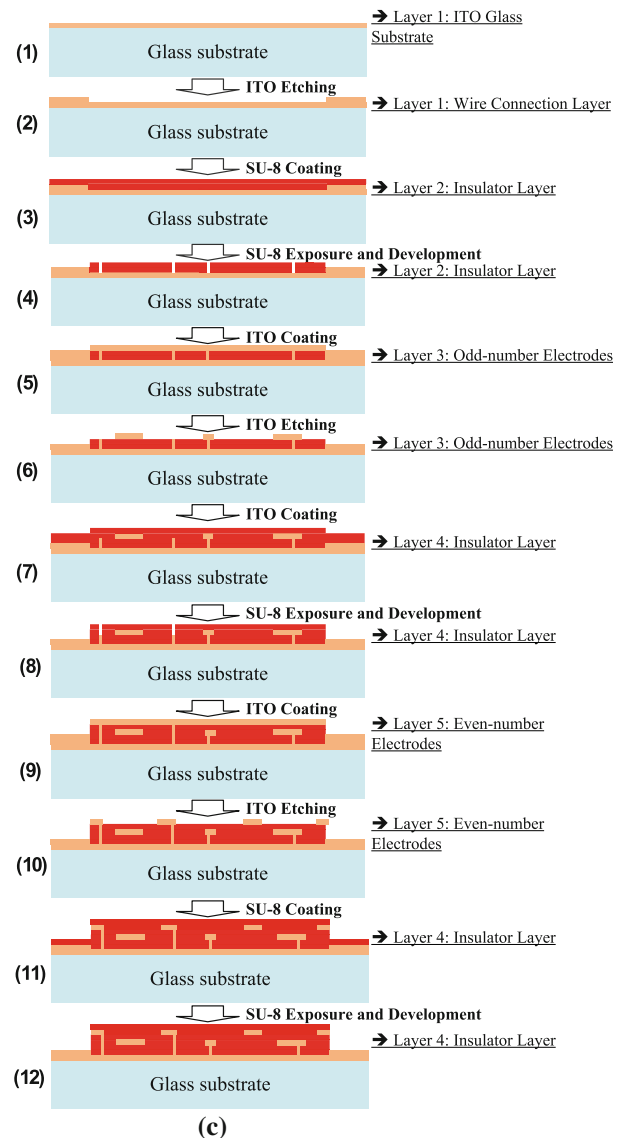 ➔ Layer 1: ITO Glass
Substrate
(1)
Glass substrate
ITO Etching
➔ Layer 1: Wire Connection Layer
(2)
Glass substrate
SU-8 Coating
➔ Layer 2: Insulator Layer
(3)
Glass substrate
SU-8 Exposure and Development
➔ Layer 2: Insulator Layer
(4)
Glass substrate
ITO Coating
➔ Layer 3: Odd-number Electrodes
(5)
Glass substrate
ITO Etching
➔ Layer 3: Odd-number Electrodes
(6)
Glass substrate
ITO Coating
➔ Layer 4: Insulator Layer
(7)
Glass substrate
SU-8 Exposure and Development
➔ Layer 4: Insulator Layer
(8)
Glass substrate
ITO Coating
➔ Layer 5: Even-number
Electrodes
(9)
Glass substrate
ITO Etching
➔ Layer 5: Even-number
Electrodes
(10)
Glass substrate
SU-8 Coating
➔ Layer 4: Insulator Layer
(11)
Glass substrate
SU-8 Exposure and Development
➔ Layer 4: Insulator Layer
(12)
Glass substrate
(c)